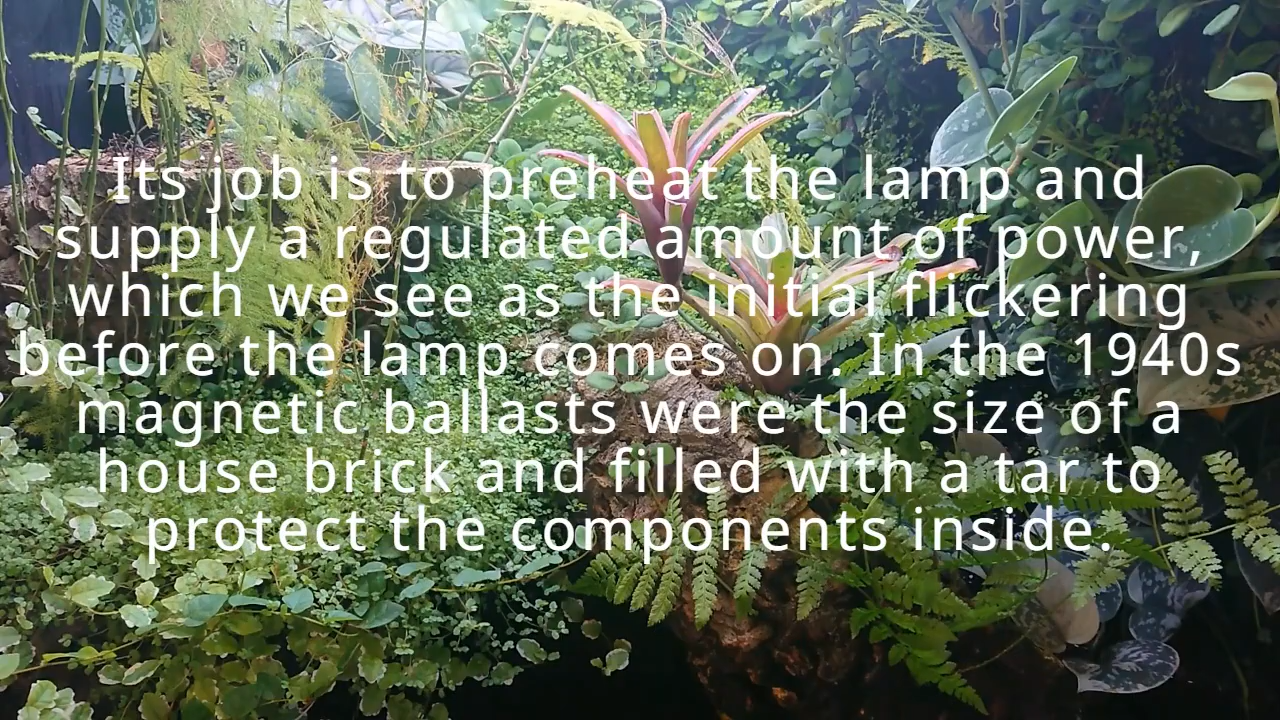 Its job is to preheat the lamp and
supply a regulated amount of power,
which we see as the initial flickering
before the lamp comes on. In the 1940s
magnetic ballasts were the size of a
house brick and filled with a tar to
protect the components inside.